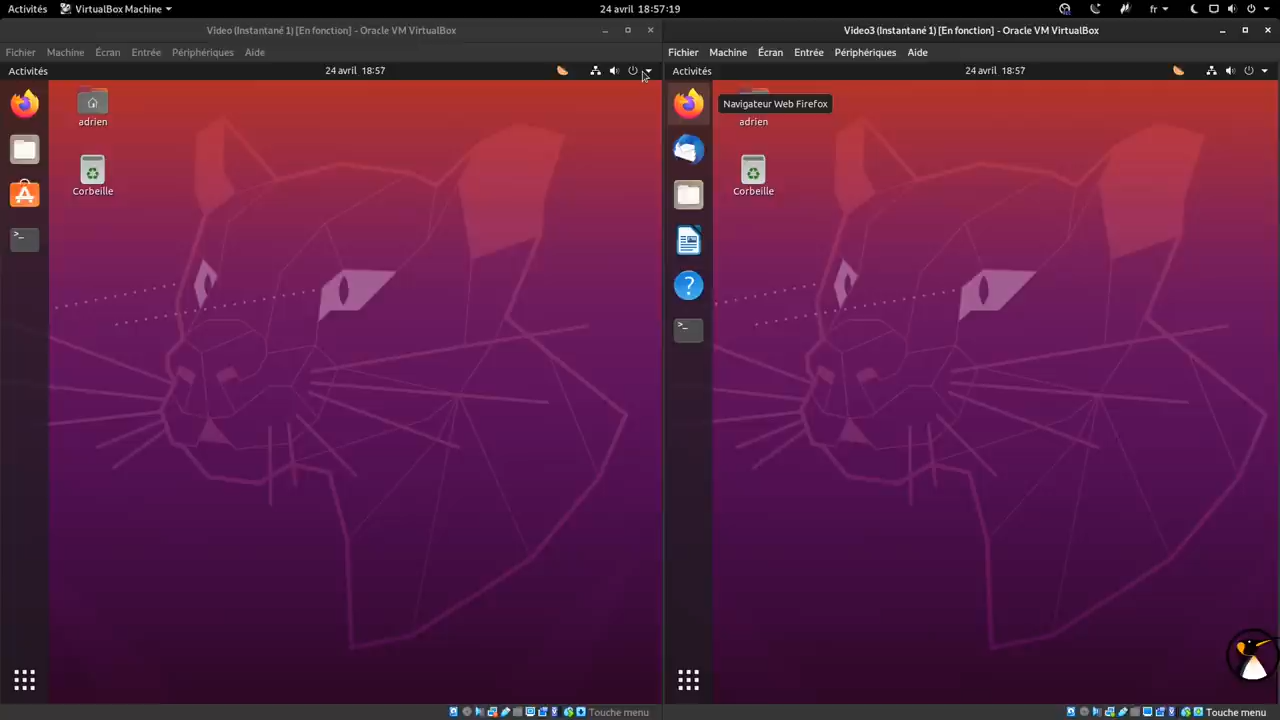 Activités VirtualBox Machine 24 avril 18:57:19 fr
Video (Instantané 1) [En fonction] - Oracle VM VirtualBox
Fichier Machine Écran Entrée Périphériques Aide
Activités 24 avril 18:57
adrien
Corbeille
Touche menu
Video3 (Instantané 1) [En fonction] - Oracle VM VirtualBox
Fichier Machine Écran Entrée Périphériques Aide
Activités 24 avril 18:57
Navigateur Web Firefox
adrien
Corbeille
Touche menu